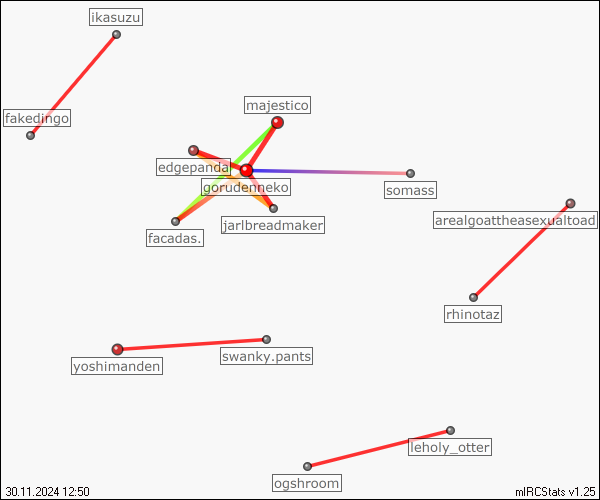 ikasuzu
majestico
fakedingo
edgepanda
gorudenneko
somass
arealgoattheasexualtoad
jarlbreadmaker
facadas.
rhinotaz
swanky.pants
yoshimanden
leholy_otter
ogshroom
30.11.2024 12:50
mIRCStats v1.25